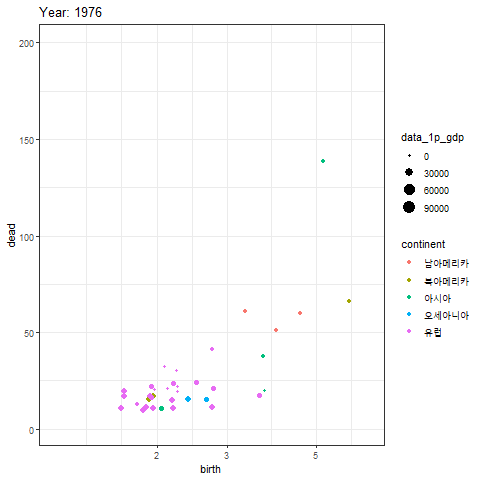 Year: 1976
200
150
100
50
0
dead
2
3
5
birth
data_1p_gdp
0
30000
60000
90000
continent
남아메리카
북아메리카
아시아
오세아니아
유럽